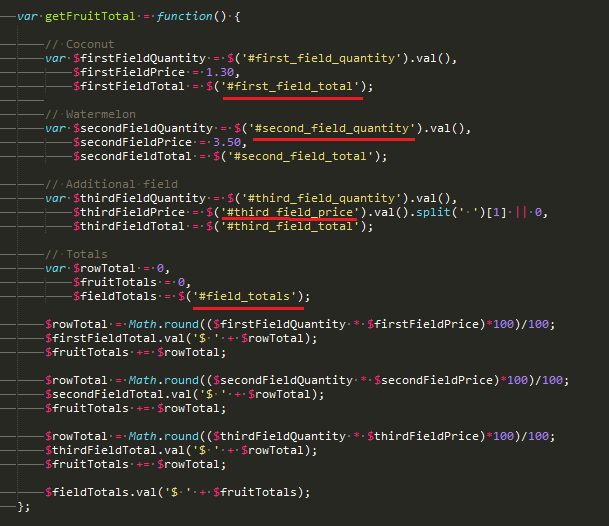 var getFruitTotal = function() {
// Coconut
var $firstFieldQuantity = $('#first_field_quantity').val(),
$firstFieldPrice = 1.30,
$firstFieldTotal = $('#first_field_total');
// Watermelon
var $secondFieldQuantity = $('#second_field_quantity').val(),
$secondFieldPrice = 3.50,
$secondFieldTotal = $('#second_field_total');
// Additional field
var $thirdFieldQuantity = $('#third_field_quantity').val(),
$thirdFieldPrice = $('#third_field_price').val().split(' ')[1] || 0,
$thirdFieldTotal = $('#third_field_total');
// Totals
var $rowTotal = 0,
$fruitTotals = 0,
$fieldTotals = $('#field_totals');
$rowTotal = Math.round(($firstFieldQuantity * $firstFieldPrice)*100)/100;
$firstFieldTotal.val('$ ' + $rowTotal);
$fruitTotals += $rowTotal;
$rowTotal = Math.round(($secondFieldQuantity * $secondFieldPrice)*100)/100;
$secondFieldTotal.val('$ ' + $rowTotal);
$fruitTotals += $rowTotal;
$rowTotal = Math.round(($thirdFieldQuantity * $thirdFieldPrice)*100)/100;
$thirdFieldTotal.val('$ ' + $rowTotal);
$fruitTotals += $rowTotal;
$fieldTotals.val('$ ' + $fruitTotals);
};